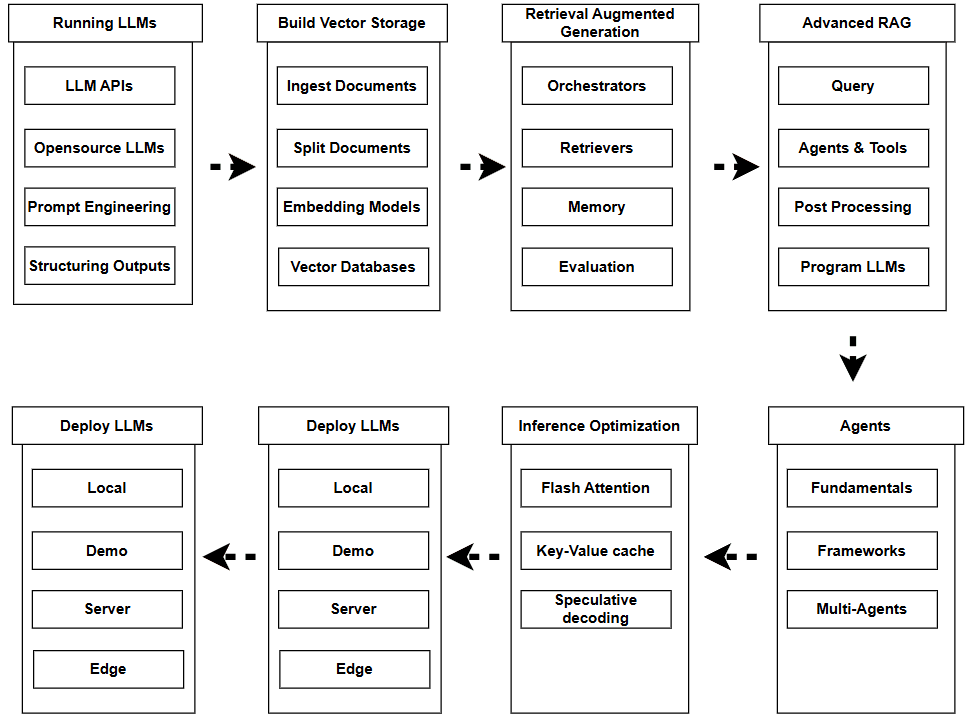 Running LLMs
LLM APIs
Opensource LLMs
Prompt Engineering
Structuring Outputs
Build Vector Storage
Ingest Documents
Split Documents
Embedding Models
Vector Databases
Retrieval Augmented
Generation
Orchestrators
Retrievers
Memory
Evaluation
Advanced RAG
Query
Agents & Tools
Post Processing
Program LLMs
Agents
Fundamentals
Frameworks
Multi-Agents
Inference Optimization
Flash Attention
Key-Value cache
Speculative
decoding
Deploy LLMs
Local
Demo
Server
Edge
Deploy LLMs
Local
Demo
Server
Edge